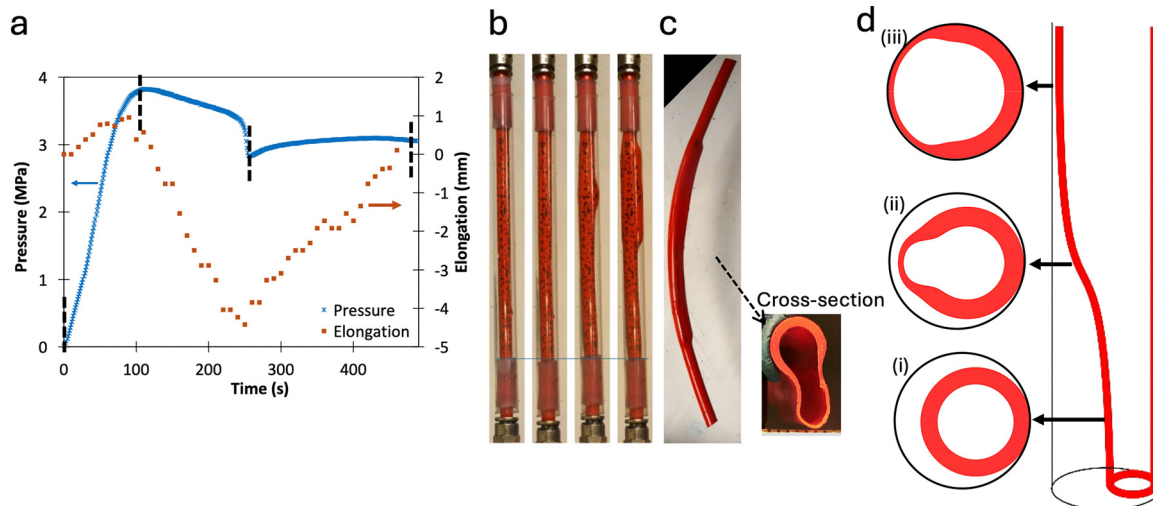 a
b
c
d
Pressure (MPa)
4
3
2
1
0
2
1
0
-1
-2
-3
-4
-5
Elongation (mm)
Pressure
Elongation
0
100
200
300
400
Time (s)
Cross-section
(iii)
(ii)
(i)